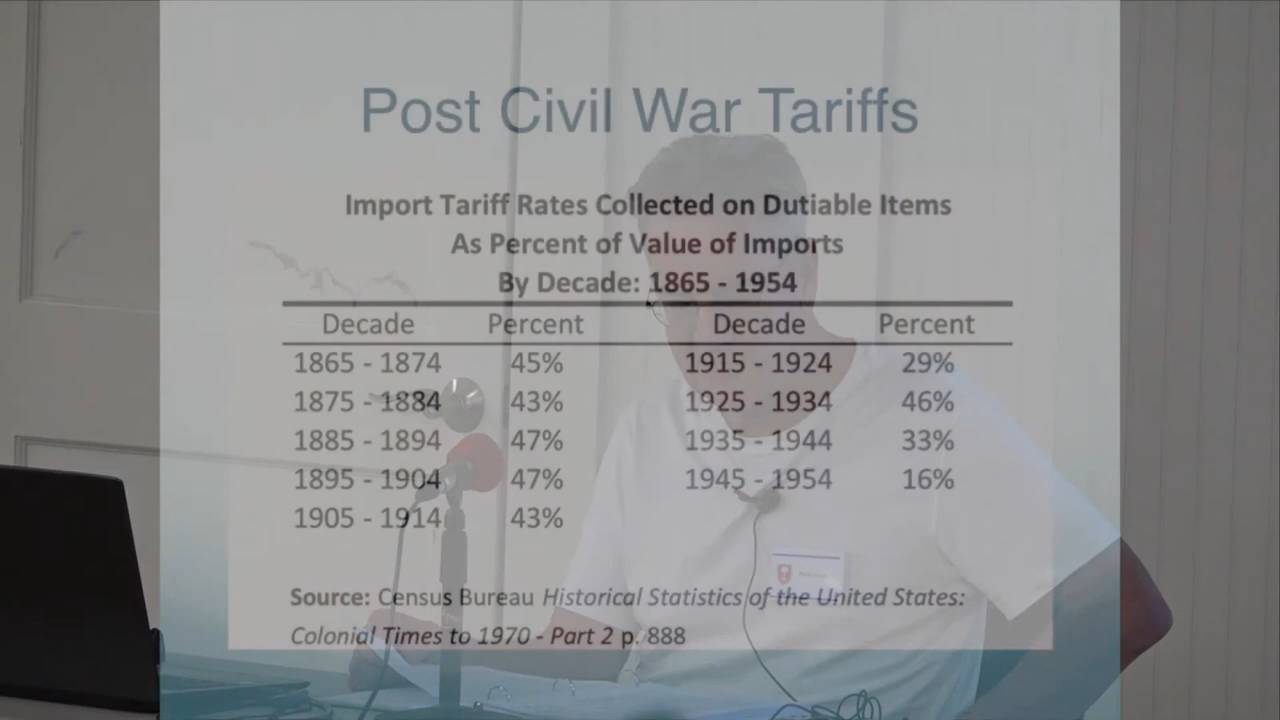 Post Civil War Tariffs
Import Tariff Rates Collected on Dutiable Items
As Percent of Value of Imports
By Decade: 1865 - 1954
Decade Percent Decade Percent
1865 - 1874 45% 1915 - 1924 29%
1875 - 1884 43% 1925 - 1934 46%
1885 - 1894 47% 1935 - 1944 33%
1895 - 1904 47% 1945 - 1954 16%
1905 - 1914 43%
Source: Census Bureau Historical Statistics of the United States:
Colonial Times to 1970 - Part 2 p. 888